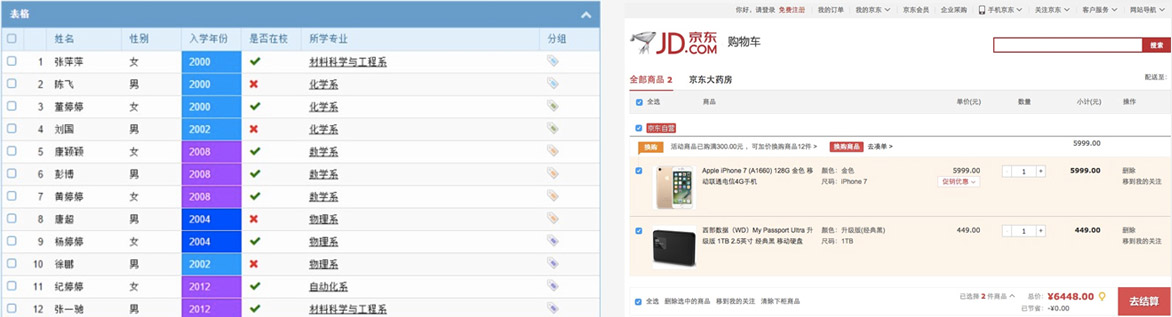 表格
姓名 性别 入学年份 是否在校 所学专业 分组
1 张萍萍 女 2000 材料科学与工程系
2 陈飞 男 2000 化学系
3 董婷婷 女 2000 化学系
4 刘国 男 2002 化学系
5 康颖颖 女 2008 数学系
6 彭博 男 2008 数学系
7 黄婷婷 女 2008 数学系
8 唐超 男 2004 物理系
9 杨婷婷 女 2004 物理系
10 徐鹏 男 2002 物理系
11 纪婷婷 女 2012 自动化系
12 张一驰 男 2012 材料科学与工程系
你好，请登录 免费注册 我的订单 我的京东 京东会员 企业采购 手机京东 关注京东 客户服务 网站导航
JD.COM 京东 购物车 搜索
全部商品 2 京东大药房 配送至:
全选 商品 单价(元) 数量 小计(元) 操作
京东自营
换购 活动商品已购满300.00元，可加价换购商品12件 > 换购商品 去凑单 > 5999.00
Apple iPhone 7 (A1660) 128G 金色 移 颜色：金色 5999.00 - 1 + 5999.00 删除
动联通电信4G手机 尺码：iPhone 7 促销优惠 移到我的关注
西部数据（WD）My Passport Ultra 升 颜色：升级版(经典黑) 449.00 - 1 + 449.00 删除
级版 1TB 2.5英寸 经典黑 移动硬盘 尺码：1TB 移到我的关注
全选 删除选中的商品 移到我的关注 清除下柜商品 已选择 2 件商品 总价: ¥6448.00 去结算
已节省: -¥0.00